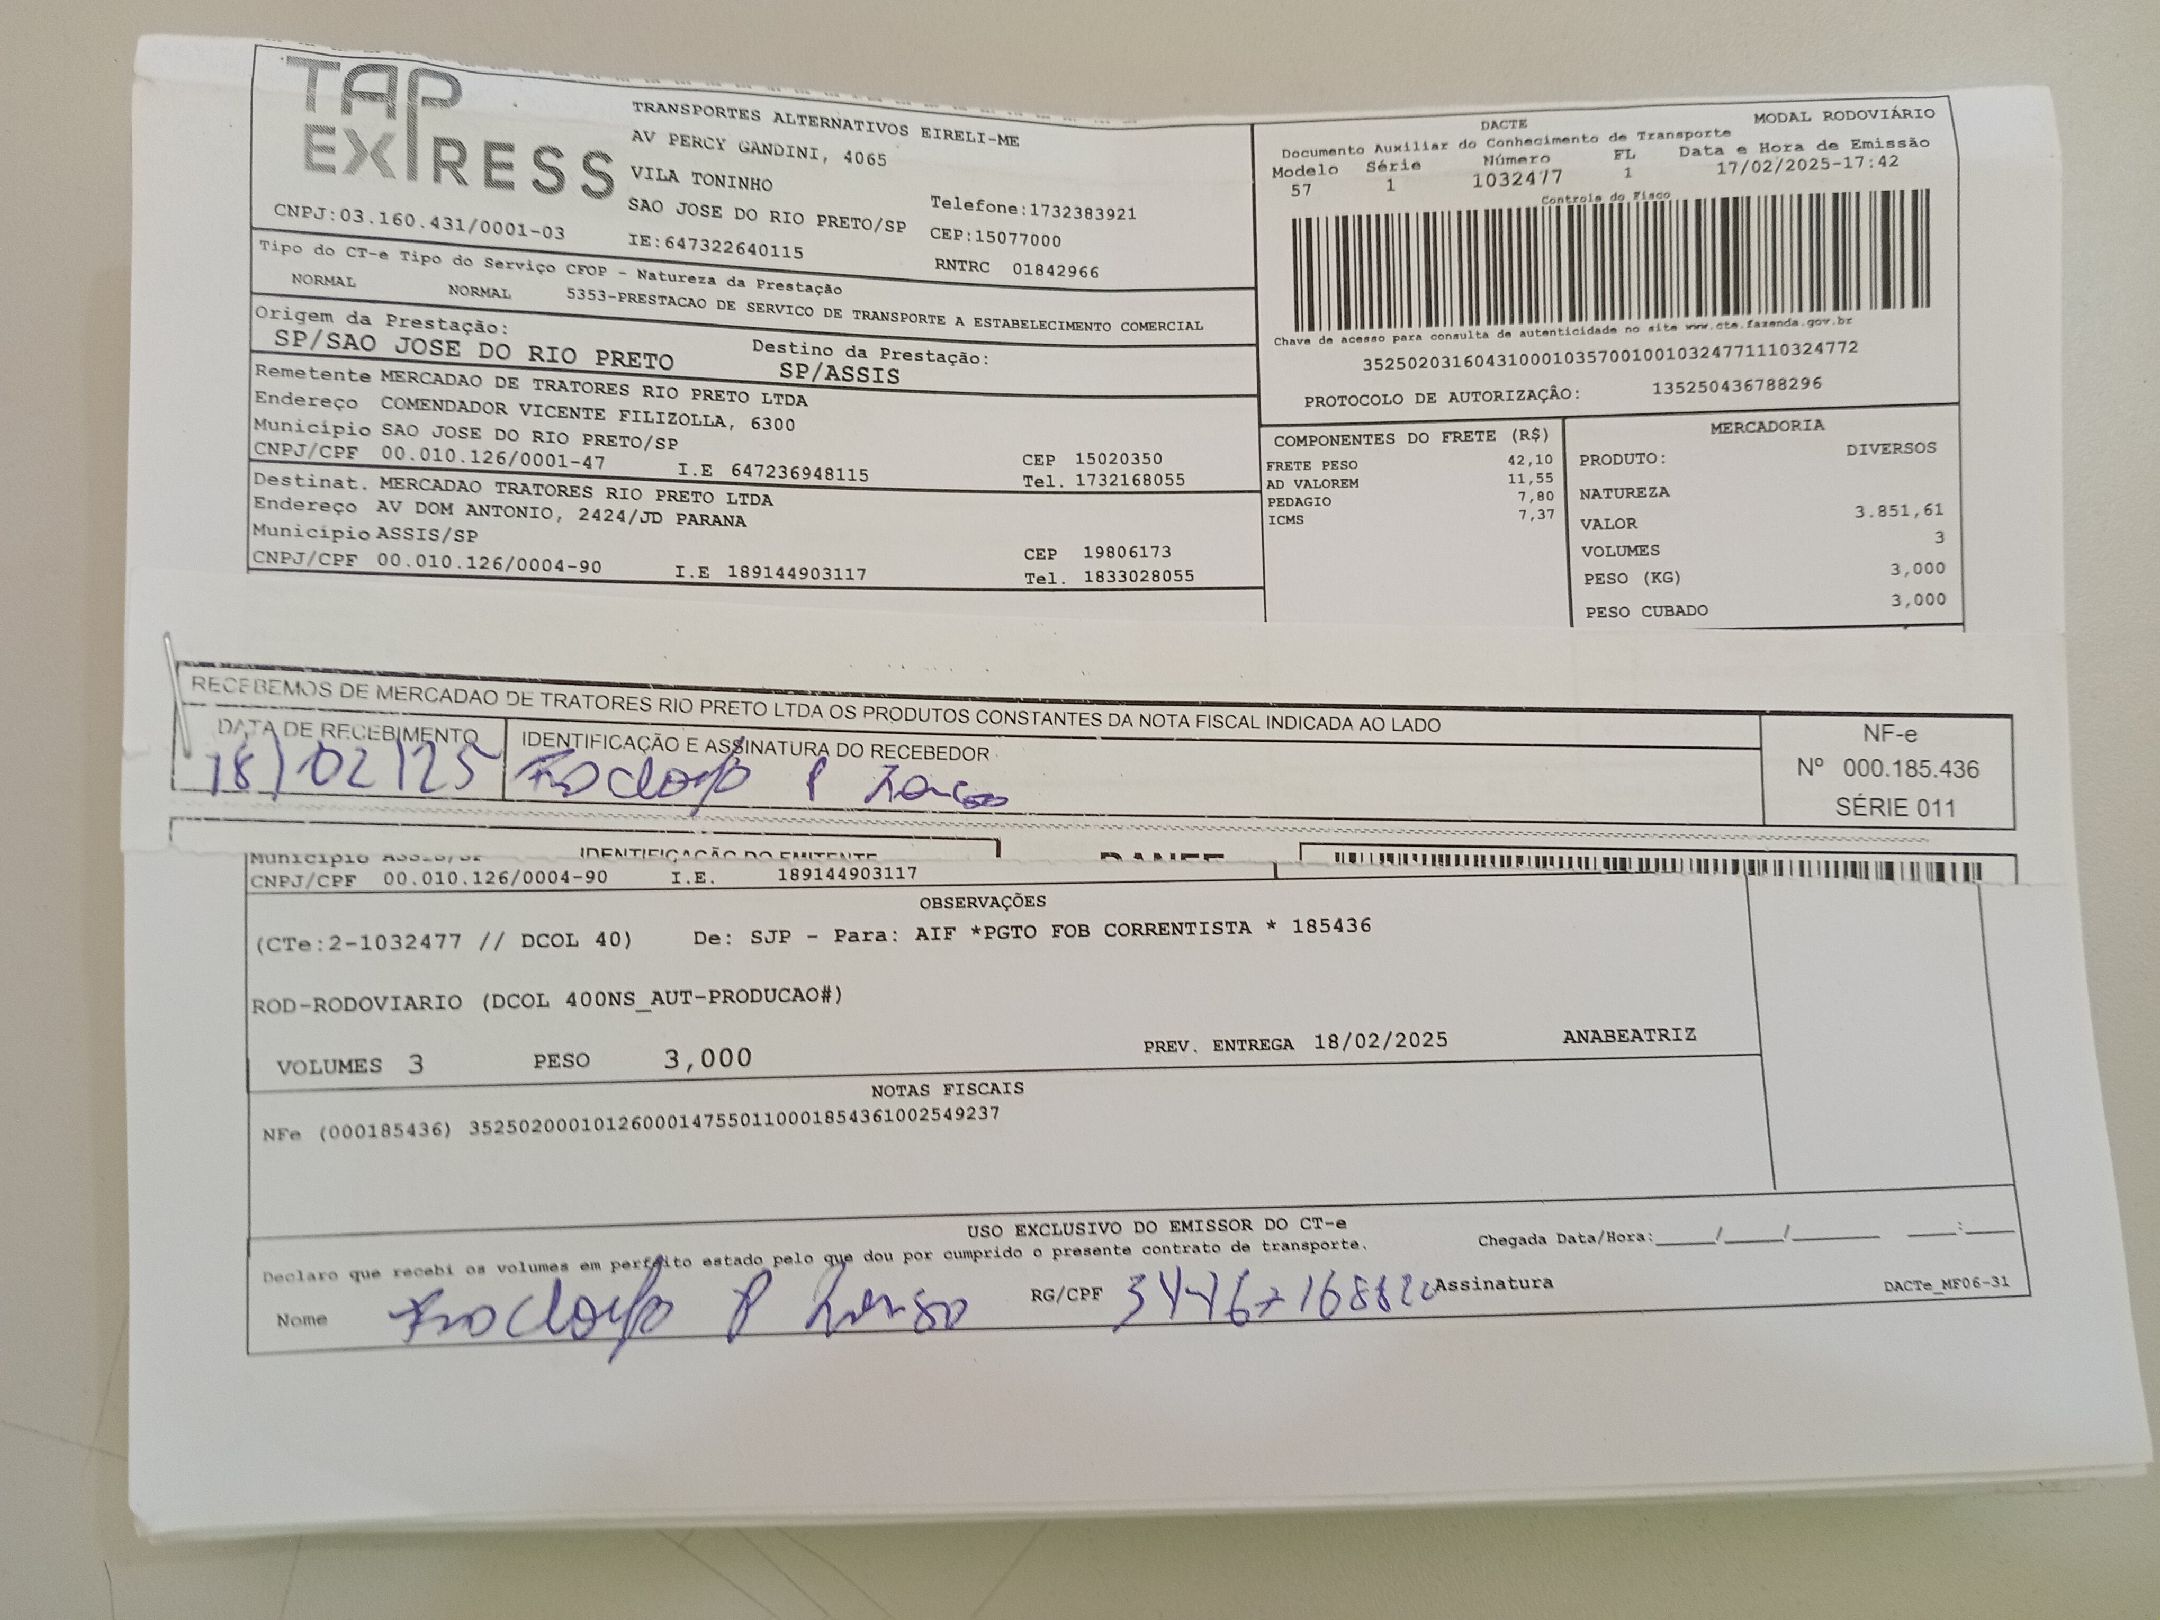 TAP EXPRESS
TRANSPORTES ALTERNATIVOS EIRELI-ME
AV PERCY GANDINI, 4065
VILA TONINHO
SAO JOSE DO RIO PRETO/SP
Telefone:1732383921
CNPJ:03.160.431/0001-03
IE:647322640115
CEP:15077000
RNTRC 01842966
DACTE MODAL RODOVIÁRIO
Documento Auxiliar do Conhecimento de Transporte
Modelo Série Número FL Data e Hora de Emissão
57 1 1032477 1 17/02/2025-17:42
Controle do Fisco
Chave de acesso para consulta de autenticidade no site www.cte.fazenda.gov.br
35250203160431000103570010010324771110324772
PROTOCOLO DE AUTORIZAÇÃO: 135250436788296
Tipo do CT-e Tipo do Serviço CFOP - Natureza da Prestação
NORMAL NORMAL 5353-PRESTACAO DE SERVICO DE TRANSPORTE A ESTABELECIMENTO COMERCIAL
Origem da Prestação: Destino da Prestação:
SP/SAO JOSE DO RIO PRETO SP/ASSIS
Remetente MERCADAO DE TRATORES RIO PRETO LTDA
Endereço COMENDADOR VICENTE FILIZOLLA, 6300
Município SAO JOSE DO RIO PRETO/SP CEP 15020350
CNPJ/CPF 00.010.126/0001-47 I.E 647236948115 Tel. 1732168055
Destinat. MERCADAO TRATORES RIO PRETO LTDA
Endereço AV DOM ANTONIO, 2424/JD PARANA
Município ASSIS/SP CEP 19806173
CNPJ/CPF 00.010.126/0004-90 I.E 189144903117 Tel. 1833028055
COMPONENTES DO FRETE (R$)
FRETE PESO 42,10
AD VALOREM 11,55
PEDAGIO 7,80
ICMS 7,37
MERCADORIA
PRODUTO: DIVERSOS
NATUREZA
VALOR 3.851,61
VOLUMES 3
PESO (KG) 3,000
PESO CUBADO 3,000
RECEBEMOS DE MERCADAO DE TRATORES RIO PRETO LTDA OS PRODUTOS CONSTANTES DA NOTA FISCAL INDICADA AO LADO
DATA DE RECEBIMENTO IDENTIFICAÇÃO E ASSINATURA DO RECEBEDOR
18/02/25
NF-e
Nº 000.185.436
SÉRIE 011
IDENTIFICAÇÃO DO EMITENTE DANFE
Município ASSIS/SP
CNPJ/CPF 00.010.126/0004-90 I.E. 189144903117
OBSERVAÇÕES
(CTe:2-1032477 // DCOL 40) De: SJP - Para: AIF *PGTO FOB CORRENTISTA * 185436
ROD-RODOVIARIO (DCOL 400NS_AUT-PRODUCAO#)
VOLUMES 3 PESO 3,000 PREV. ENTREGA 18/02/2025 ANABEATRIZ
NOTAS FISCAIS
NFe (000185436) 35250200010126000147550110001854361002549237
USO EXCLUSIVO DO EMISSOR DO CT-e
Declaro que recebi os volumes em perfeito estado pelo que dou por cumprido o presente contrato de transporte.
Chegada Data/Hora:_____/_____/_______ ____:____
Nome RG/CPF Assinatura DACTe_MF06-31